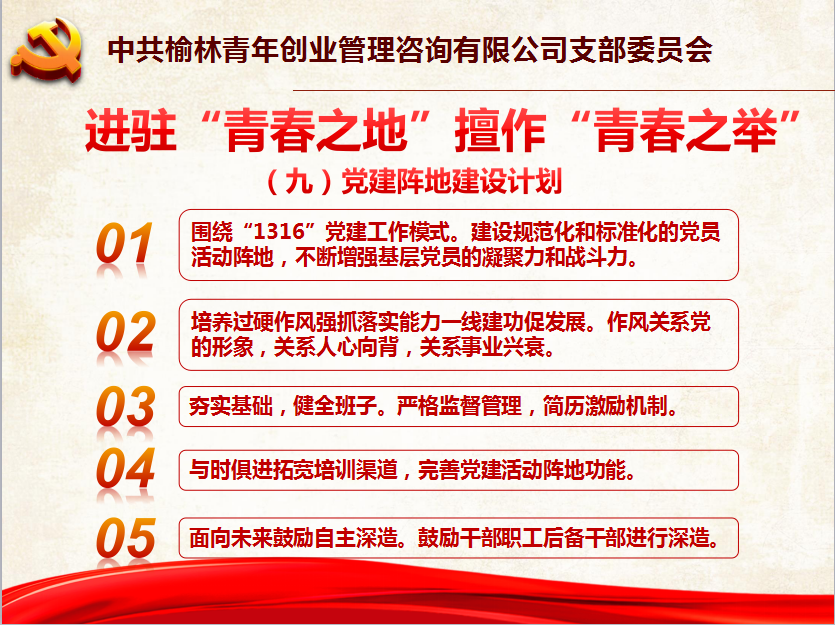 中共榆林青年创业管理咨询有限公司支部委员会
进驻“青春之地”擅作“青春之举”
（九）党建阵地建设计划
01
围绕“1316”党建工作模式。建设规范化和标准化的党员
活动阵地，不断增强基层党员的凝聚力和战斗力。
02
培养过硬作风强抓落实能力一线建功促发展。作风关系党
的形象，关系人心向背，关系事业兴衰。
03
夯实基础，健全班子。严格监督管理，简历激励机制。
04
与时俱进拓宽培训渠道，完善党建活动阵地功能。
05
面向未来鼓励自主深造。鼓励干部职工后备干部进行深造。